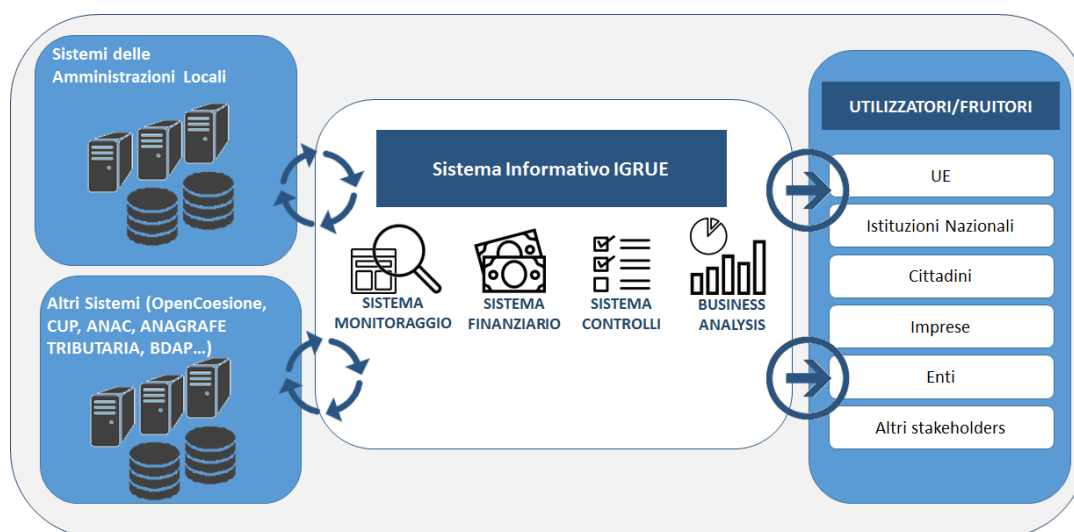 Sistemi delle
Amministrazioni Locali
Altri Sistemi (OpenCoesione,
CUP, ANAC, ANAGRAFE
TRIBUTARIA, BDAP...)
Sistema Informativo IGRUE
SISTEMA
MONITORAGGIO
SISTEMA
FINANZIARIO
SISTEMA
CONTROLLI
BUSINESS
ANALYSIS
UTILIZZATORI/FRUITORI
UE
Istituzioni Nazionali
Cittadini
Imprese
Enti
Altri stakeholders